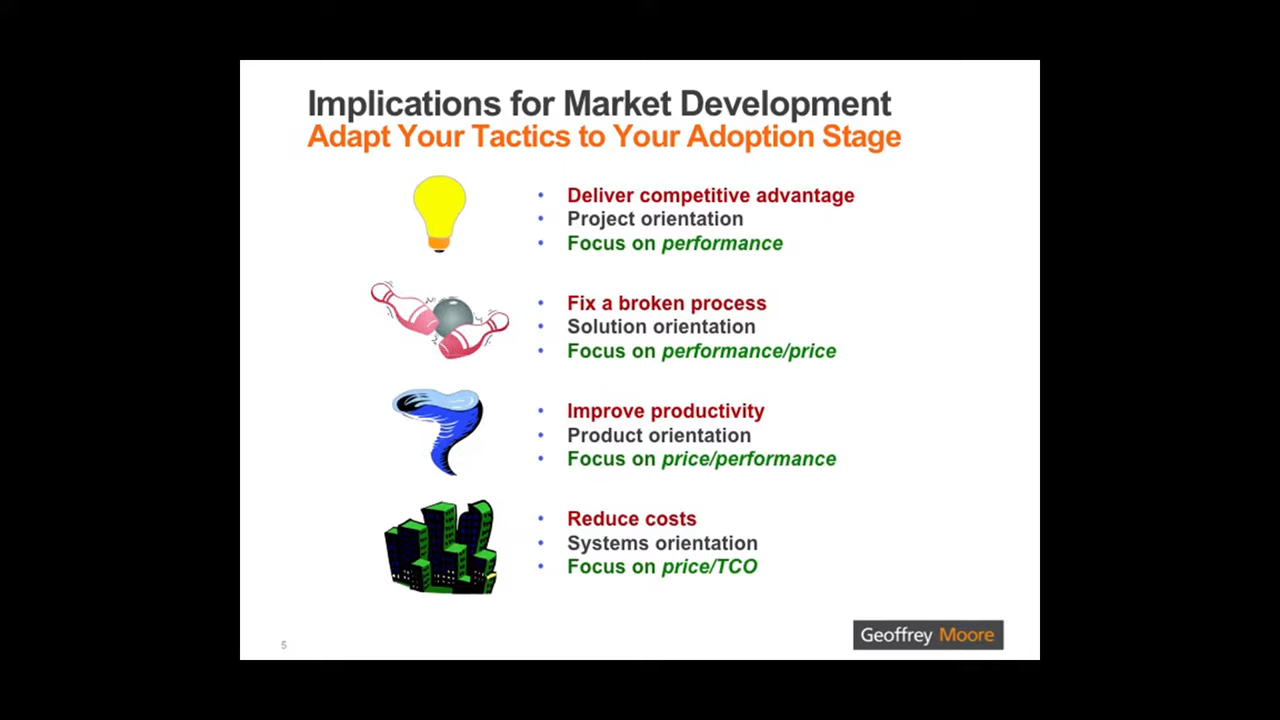 Implications for Market Development
Adapt Your Tactics to Your Adoption Stage
• Deliver competitive advantage
• Project orientation
• Focus on performance
• Fix a broken process
• Solution orientation
• Focus on performance/price
• Improve productivity
• Product orientation
• Focus on price/performance
• Reduce costs
• Systems orientation
• Focus on price/TCO
5
Geoffrey Moore